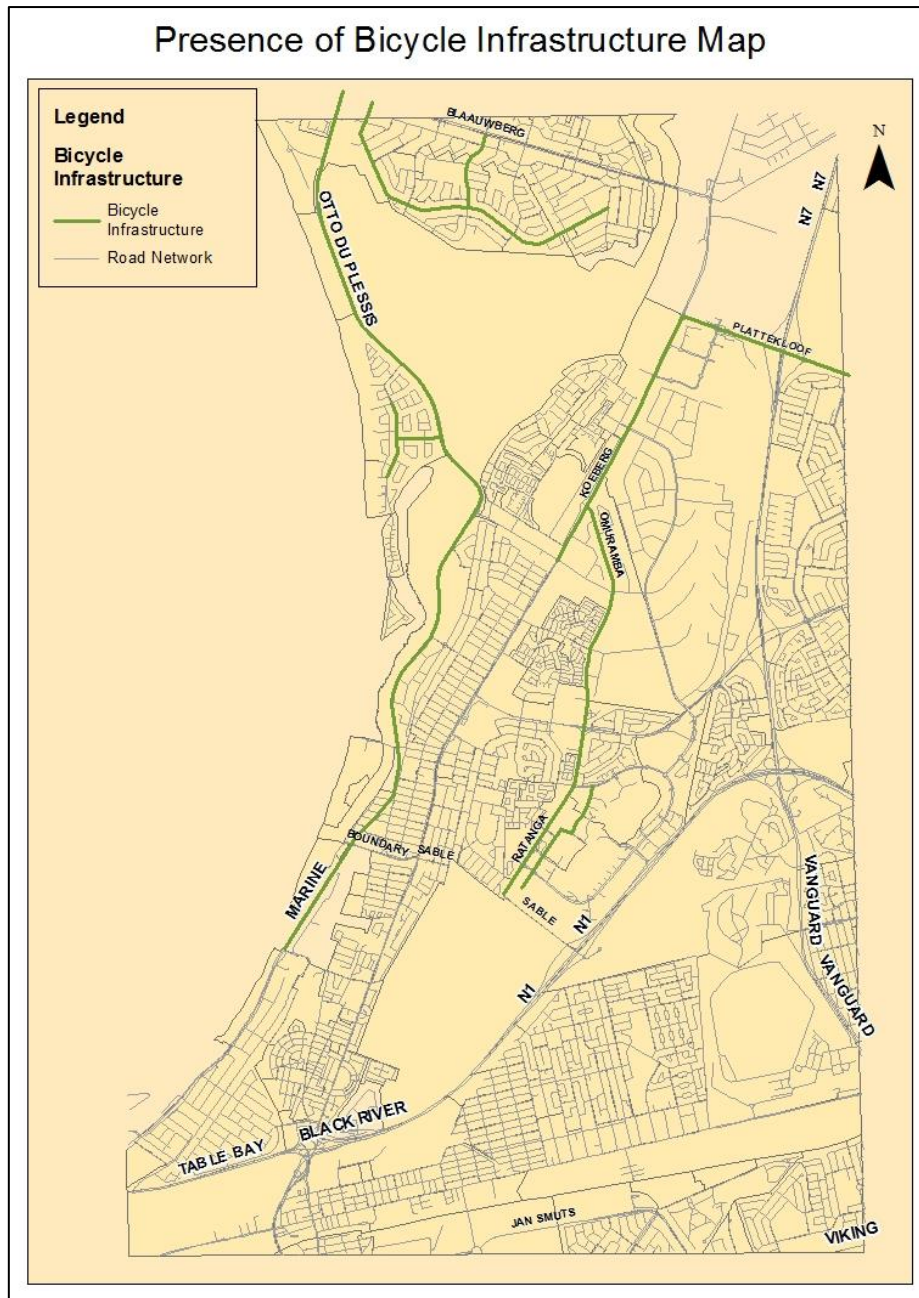 Presence of Bicycle Infrastructure Map
Legend
Bicycle
Infrastructure
Bicycle
Infrastructure
Road Network
BLAAUWBERG
N
N7
N7
OTTO DU PLESSIS
PLATTEKLOOF
KOEBERG
OMURAMBA
RATANGA
BOUNDARY
SABLE
MARINE
SABLE
N1
N1
VANGUARD
VANGUARD
BLACK RIVER
TABLE BAY
JAN SMUTS
VIKING